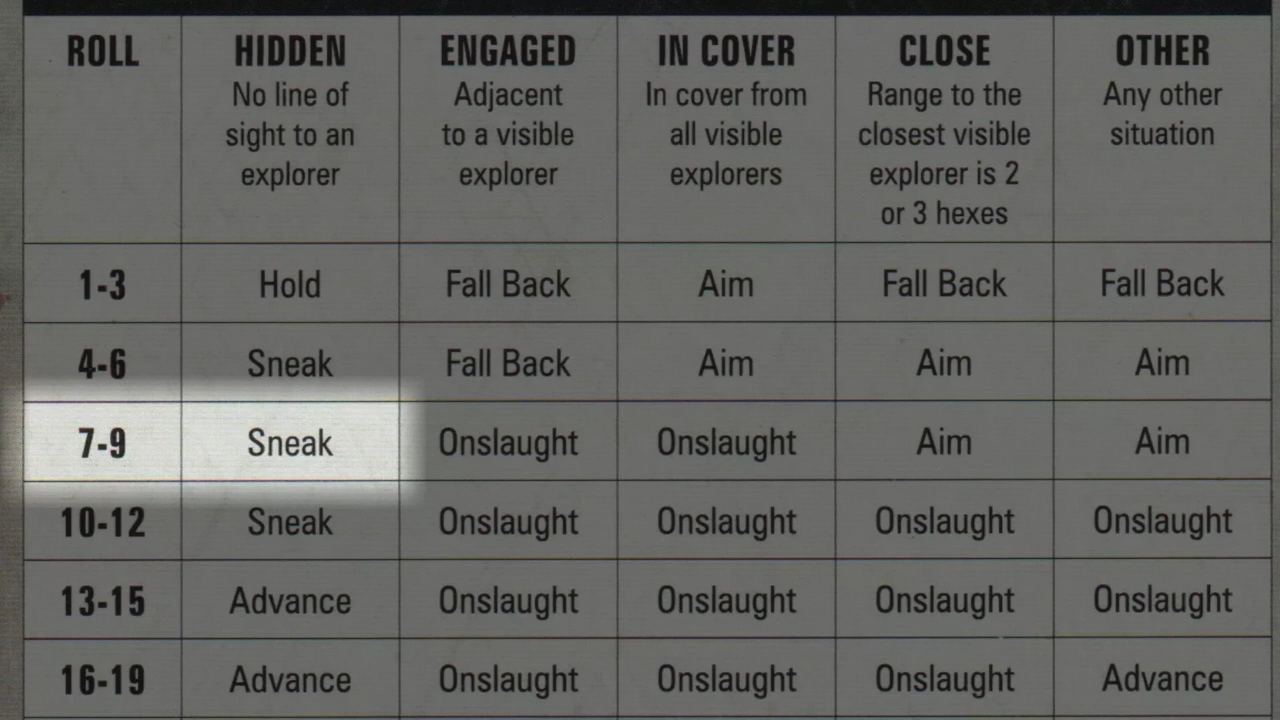 ROLL HIDDEN ENGAGED IN COVER CLOSE OTHER
No line of Adjacent In cover from Range to the Any other
sight to an to a visible all visible closest visible situation
explorer explorer explorers explorer is 2
or 3 hexes
1-3 Hold Fall Back Aim Fall Back Fall Back
4-6 Sneak Fall Back Aim Aim Aim
7-9 Sneak Onslaught Onslaught Aim Aim
10-12 Sneak Onslaught Onslaught Onslaught Onslaught
13-15 Advance Onslaught Onslaught Onslaught Onslaught
16-19 Advance Onslaught Onslaught Onslaught Advance